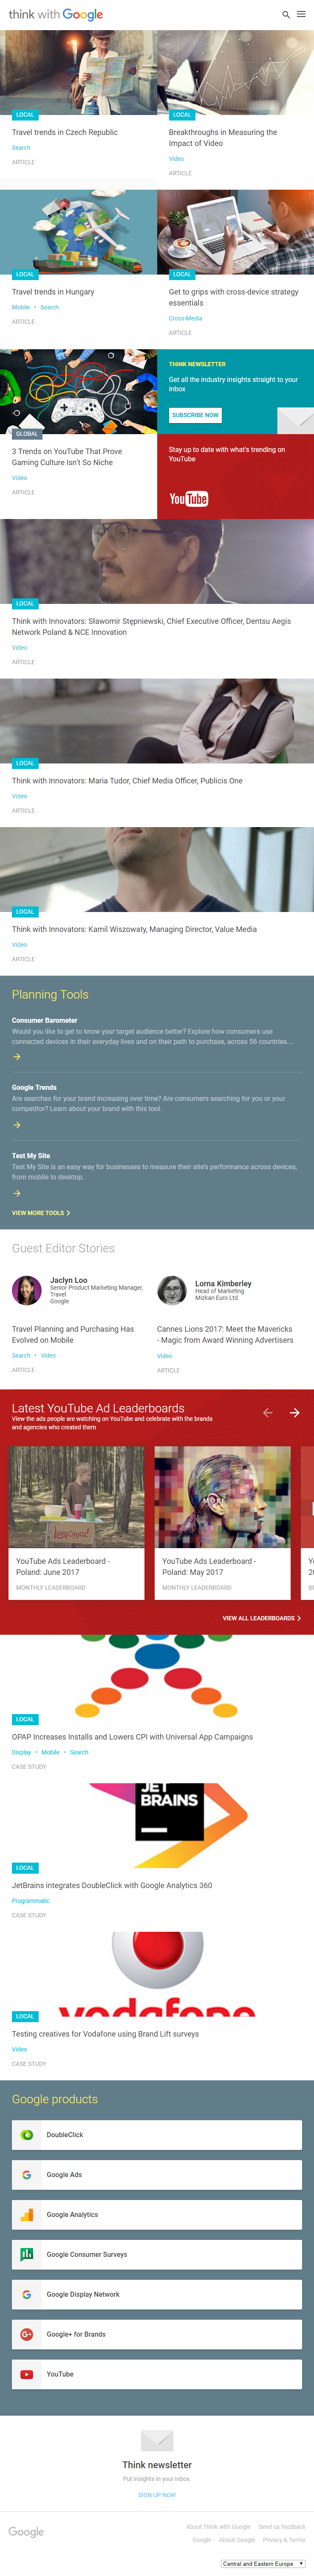 think with Google
LOCAL
Travel trends in Czech Republic
Search
ARTICLE
LOCAL
Breakthroughs in Measuring the
Impact of Video
Video
ARTICLE
LOCAL
Travel trends in Hungary
Mobile • Search
ARTICLE
LOCAL
Get to grips with cross-device strategy
essentials
Cross-Media
ARTICLE
GLOBAL
3 Trends on YouTube That Prove
Gaming Culture Isn't So Niche
Video
ARTICLE
THINK NEWSLETTER
Get all the industry insights straight to your
inbox
SUBSCRIBE NOW
Stay up to date with what's trending on
YouTube
YouTube
LOCAL
Think with Innovators: Sławomir Stępniewski, Chief Executive Officer, Dentsu Aegis
Network Poland & NCE Innovation
Video
ARTICLE
LOCAL
Think with Innovators: Maria Tudor, Chief Media Officer, Publicis One
Video
ARTICLE
LOCAL
Think with Innovators: Kamil Wiszowaty, Managing Director, Value Media
Video
ARTICLE
Planning Tools
Consumer Barometer
Would you like to get to know your target audience better? Explore how consumers use
connected devices in their everyday lives and on their path to purchase, across 56 countries....
Google Trends
Are searches for your brand increasing over time? Are consumers searching for you or your
competitor? Learn about your brand with this tool.
Test My Site
Test My Site is an easy way for businesses to measure their site's performance across devices,
from mobile to desktop.
VIEW MORE TOOLS
Guest Editor Stories
Jaclyn Loo
Senior Product Marketing Manager,
Travel
Google
Travel Planning and Purchasing Has
Evolved on Mobile
Search • Video
ARTICLE
Lorna Kimberley
Head of Marketing
Mizkan Euro Ltd.
Cannes Lions 2017: Meet the Mavericks
- Magic from Award Winning Advertisers
Video
ARTICLE
Latest YouTube Ad Leaderboards
View the ads people are watching on YouTube and celebrate with the brands
and agencies who created them
lemonied
YouTube Ads Leaderboard -
Poland: June 2017
MONTHLY LEADERBOARD
YouTube Ads Leaderboard -
Poland: May 2017
MONTHLY LEADERBOARD
VIEW ALL LEADERBOARDS
LOCAL
OPAP Increases Installs and Lowers CPI with Universal App Campaigns
Display • Mobile • Search
CASE STUDY
JET
BRAINS
LOCAL
JetBrains integrates DoubleClick with Google Analytics 360
Programmatic
CASE STUDY
vodafone
LOCAL
Testing creatives for Vodafone using Brand Lift surveys
Video
CASE STUDY
Google products
DoubleClick
Google Ads
Google Analytics
Google Consumer Surveys
Google Display Network
Google+ for Brands
YouTube
Think newsletter
Put insights in your inbox.
SIGN UP NOW
Google
About Think with Google Send us feedback
Google About Google Privacy & Terms
Central and Eastern Europe